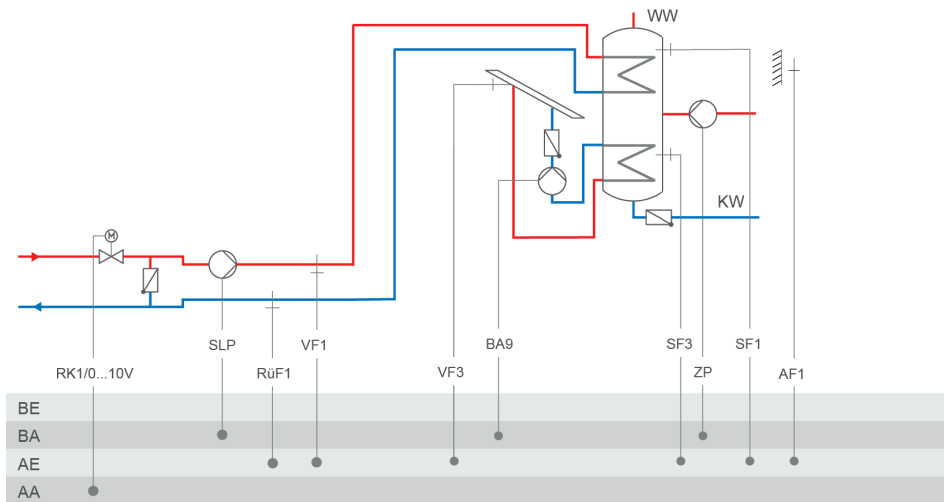 WW
KW
M
SLP
VF1
BA9
SF3
SF1
RK1/0...10V
RüF1
VF3
ZP
AF1
BE
BA
AE
AA